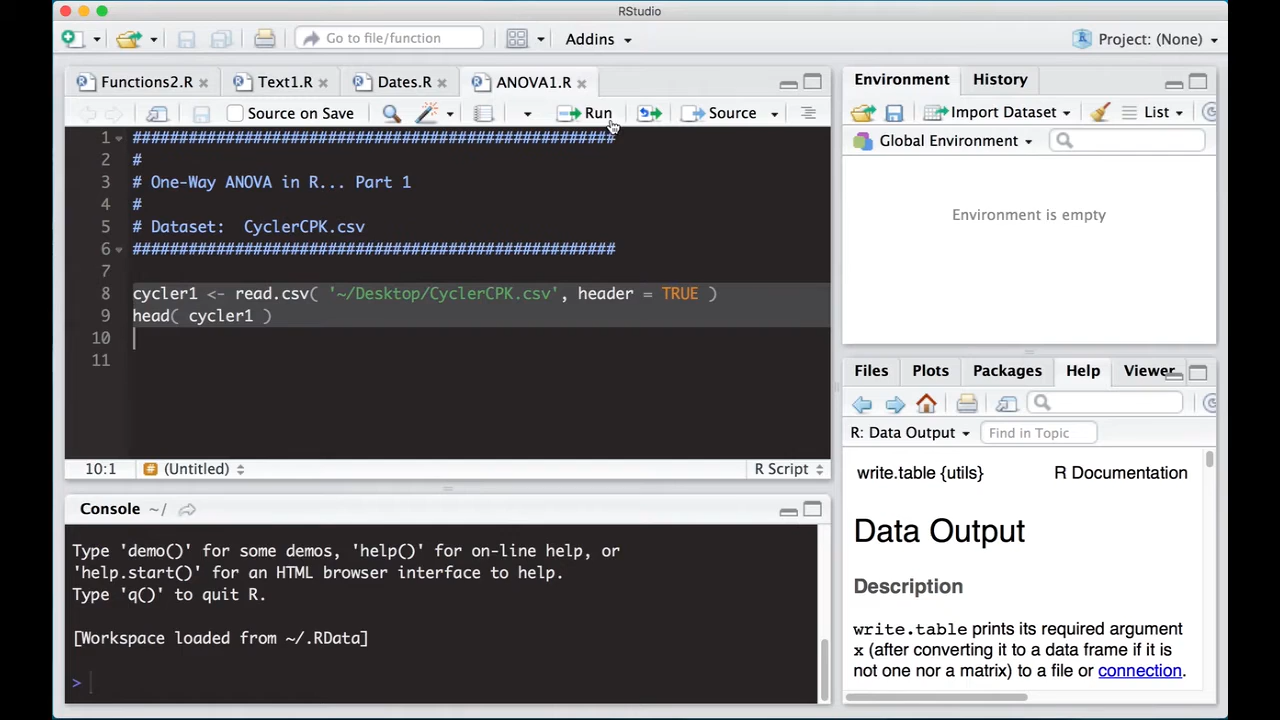 RStudio
Go to file/function
Addins
Project: (None)
Functions2.R
Text1.R
Dates.R
ANOVA1.R
Source on Save
Run
Source
1 ####################################################
2 #
3 # One-Way ANOVA in R... Part 1
4 #
5 # Dataset:  CyclerCPK.csv
6 ####################################################
7
8 cycler1 <- read.csv( '~/Desktop/CyclerCPK.csv', header = TRUE )
9 head( cycler1 )
10
11
10:1 # (Untitled) R Script
Console ~/
Type 'demo()' for some demos, 'help()' for on-line help, or
'help.start()' for an HTML browser interface to help.
Type 'q()' to quit R.
[Workspace loaded from ~/.RData]
>
Environment History
Import Dataset List
Global Environment
Environment is empty
Files Plots Packages Help Viewer
R: Data Output Find in Topic
write.table {utils} R Documentation
Data Output
Description
write.table prints its required argument
x (after converting it to a data frame if it is
not one nor a matrix) to a file or connection.